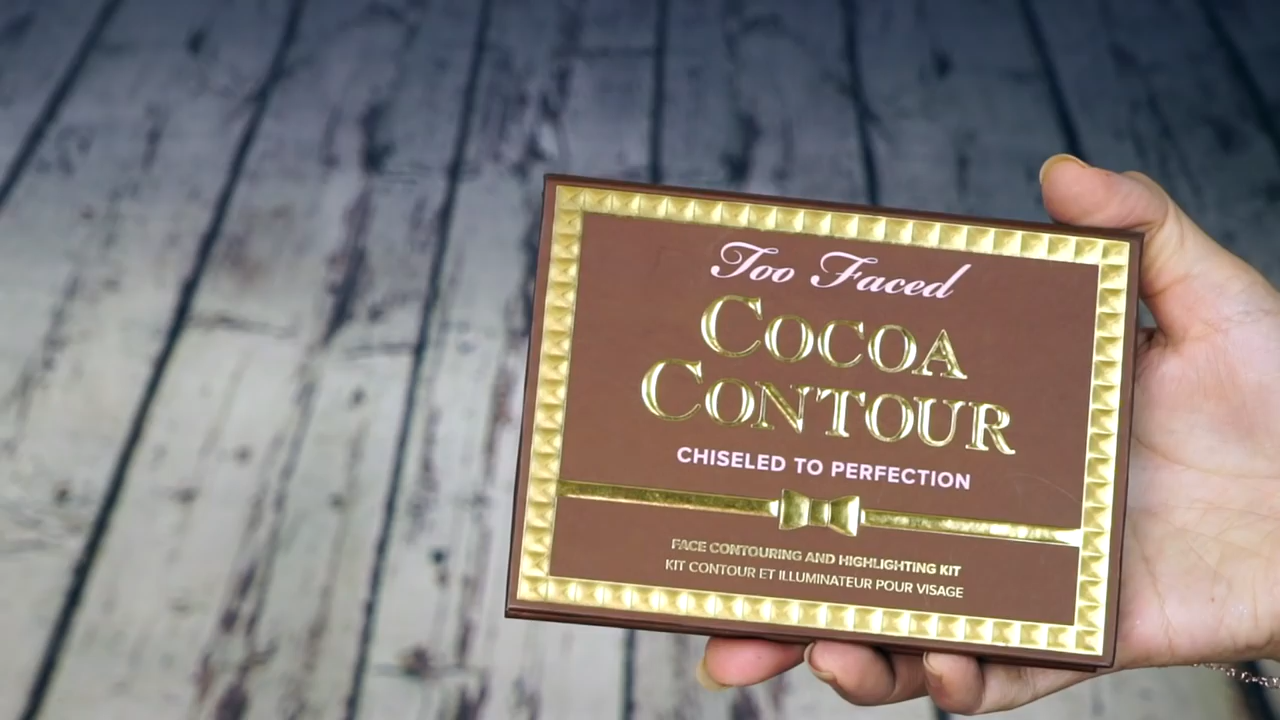 Too Faced
COCOA
CONTOUR
CHISELED TO PERFECTION
FACE CONTOURING AND HIGHLIGHTING KIT
KIT CONTOUR ET ILLUMINATEUR POUR VISAGE